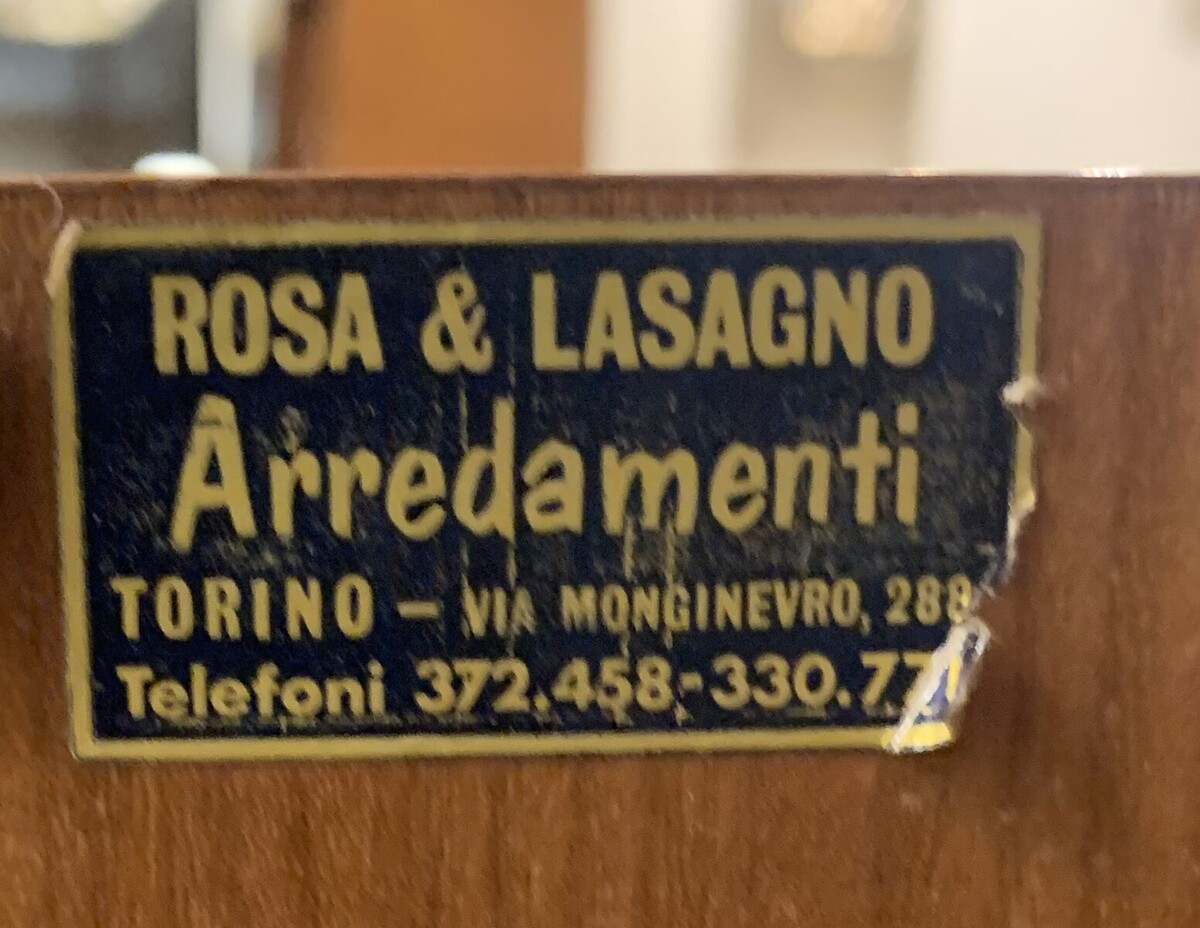 ROSA & LASAGNO
Arredamenti
TORINO - VIA MONGINEVRO, 288
Telefoni 372.458-330.77